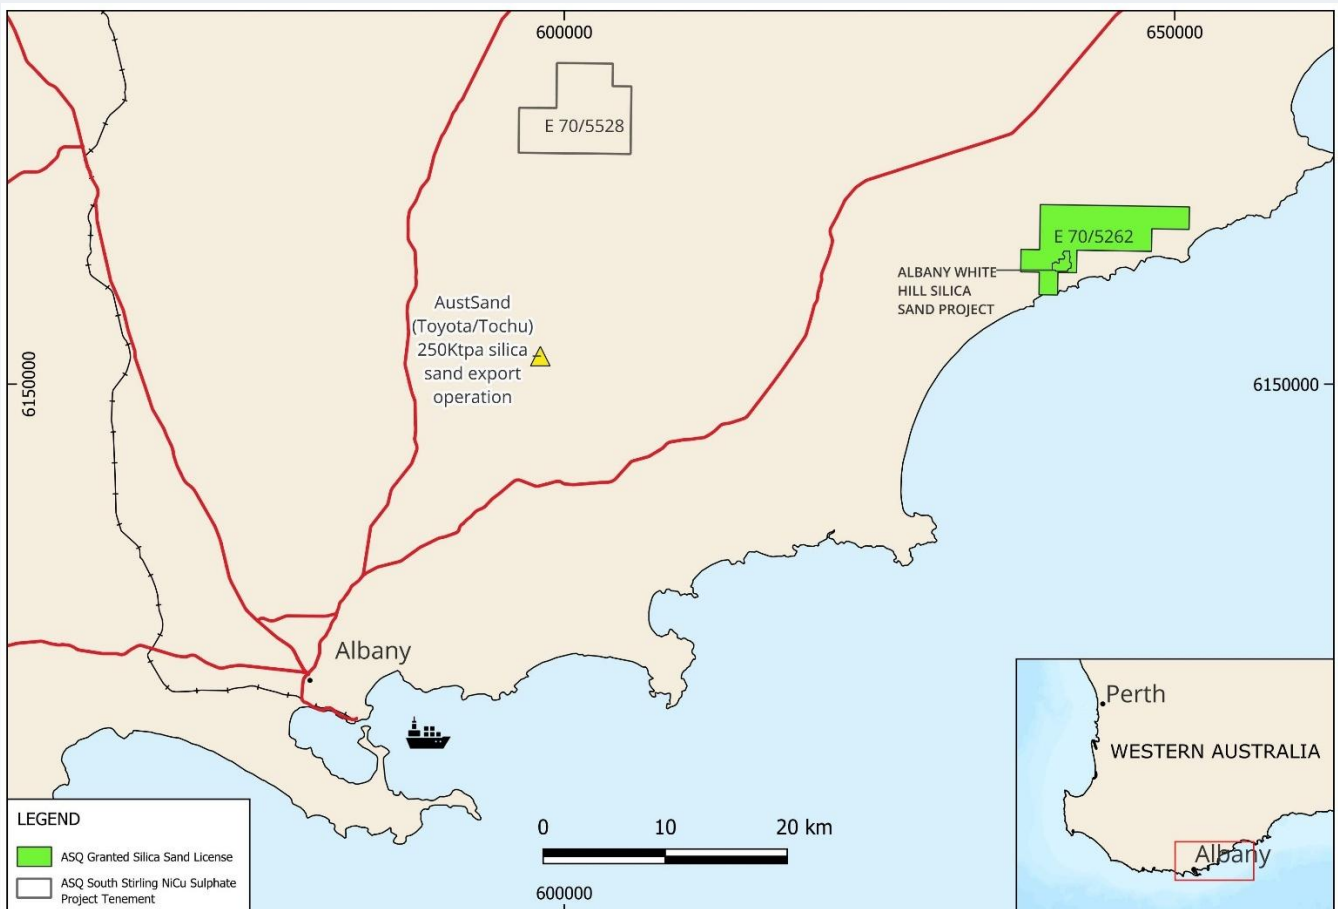 600000
650000
E 70/5528
E 70/5262
ALBANY WHITE
HILL SILICA
SAND PROJECT
AustSand
(Toyota/Tochu)
250Ktpa silica
sand export
operation
6150000
6150000
Albany
Perth
WESTERN AUSTRALIA
Albany
0 10 20 km
600000
LEGEND
ASQ Granted Silica Sand License
ASQ South Stirling NiCu Sulphate
Project Tenement